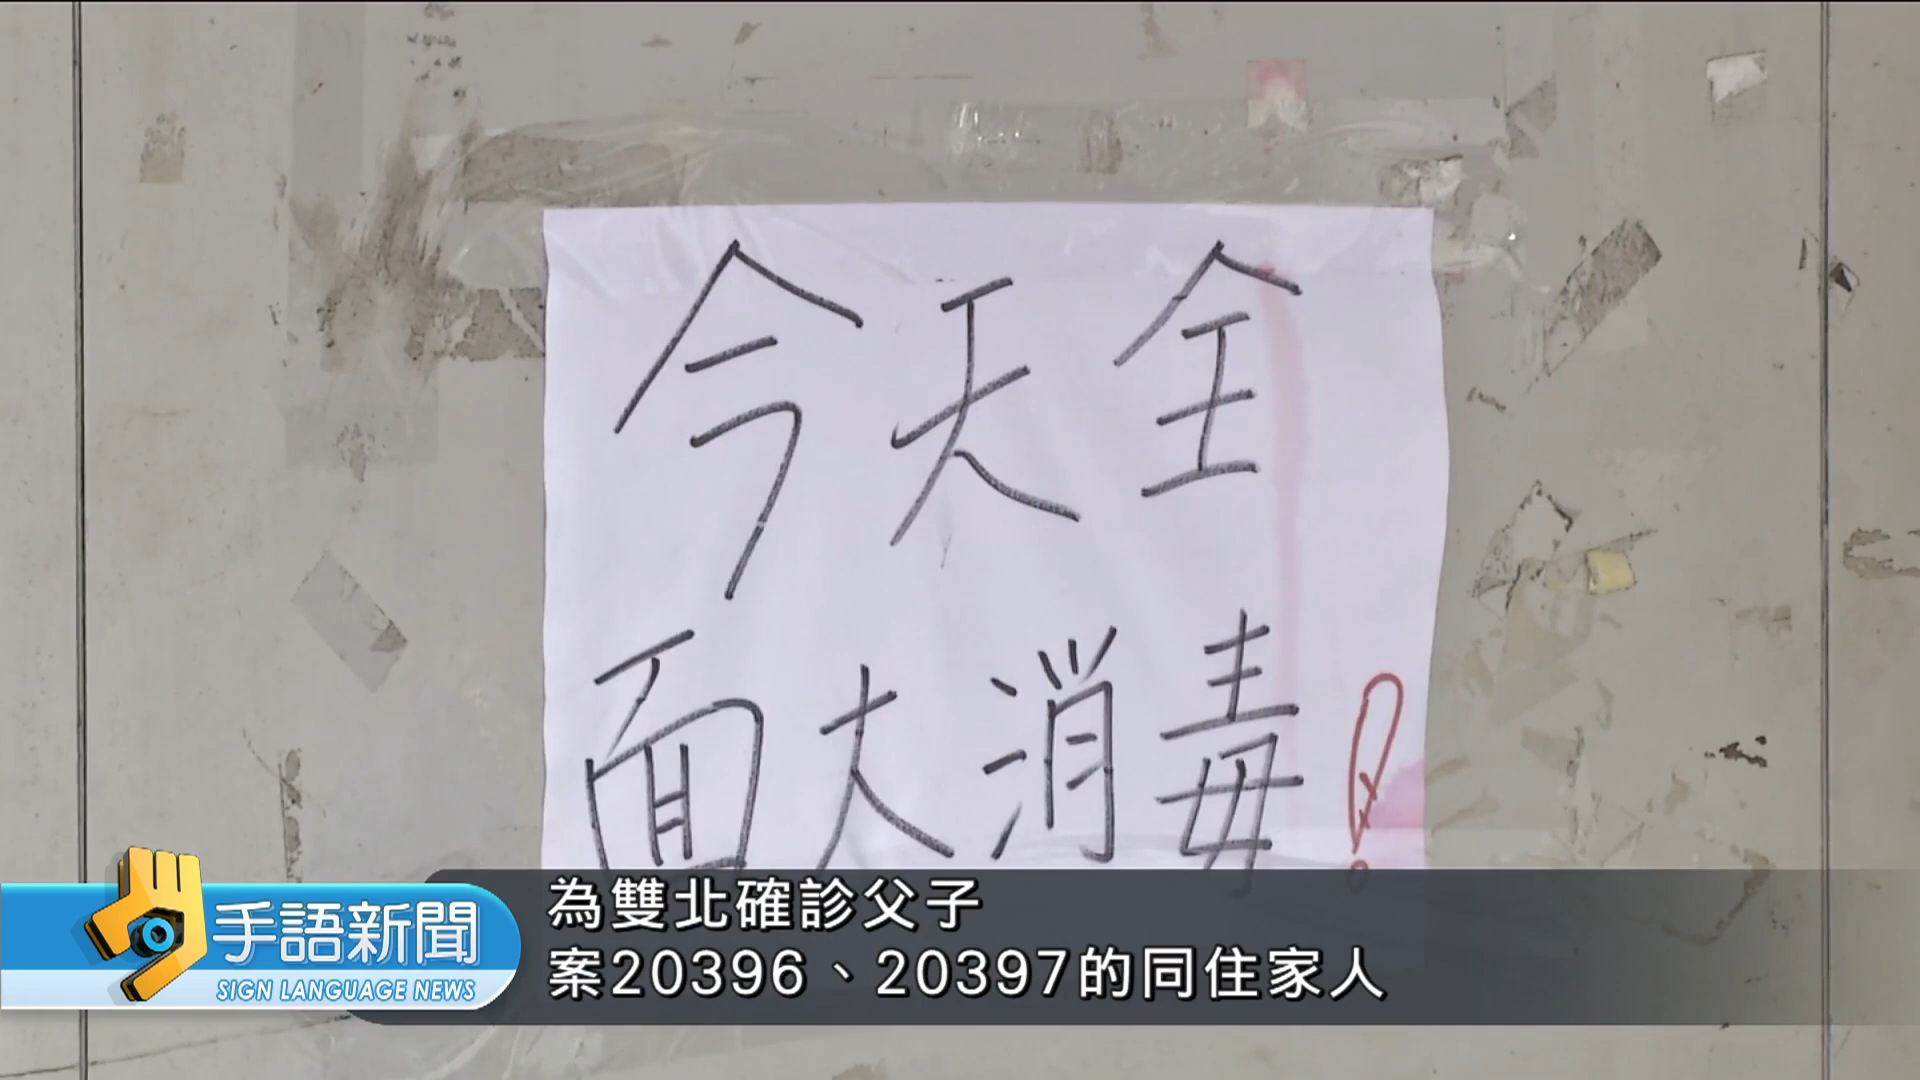 今天全
面大消毒！
手語新聞
SIGN LANGUAGE NEWS
為雙北確診父子
案20396、20397的同住家人